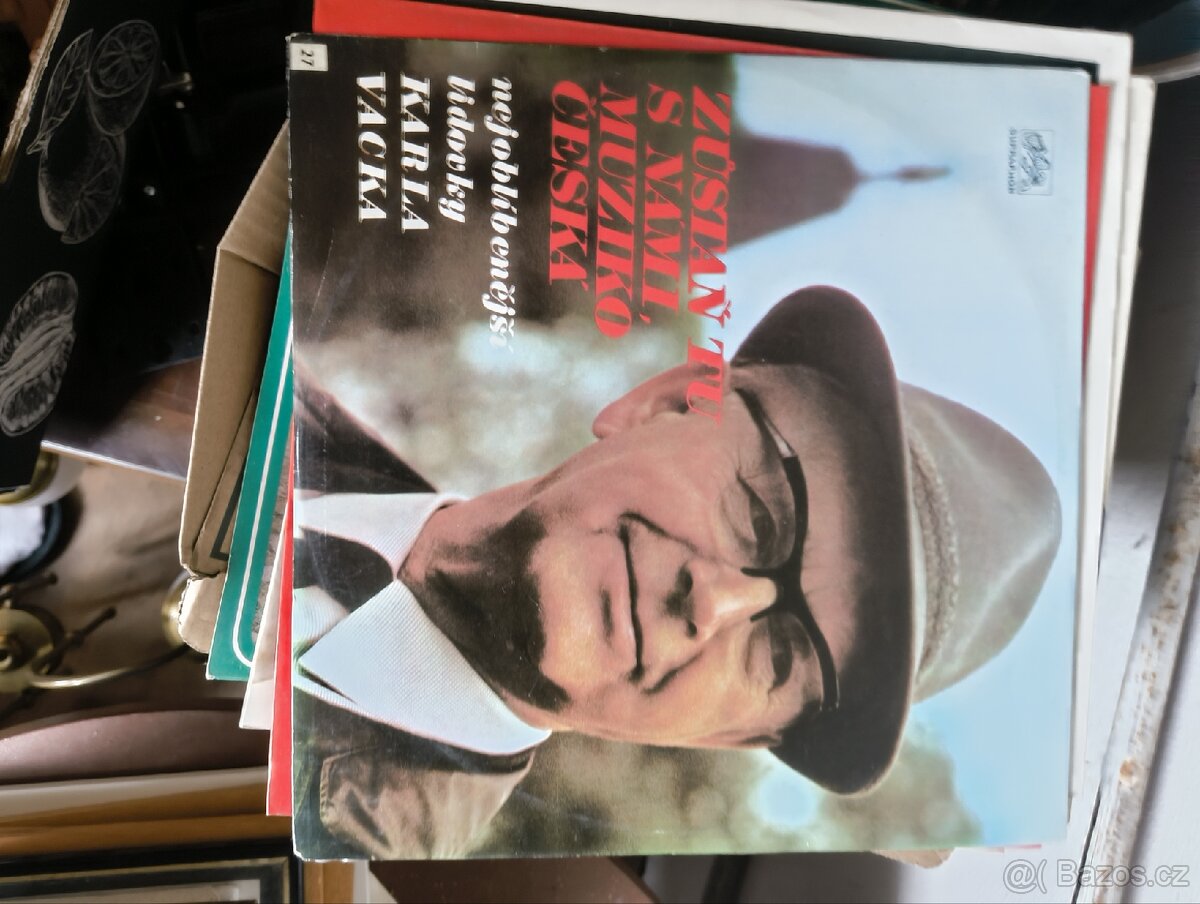 ZŮSTAŇ TU
S NÁMI,
MUZIKO
ČESKÁ
nejoblíbenější
lidovky
KARLA
VACKA
SUPRAPHON
27
@( Bazos.cz